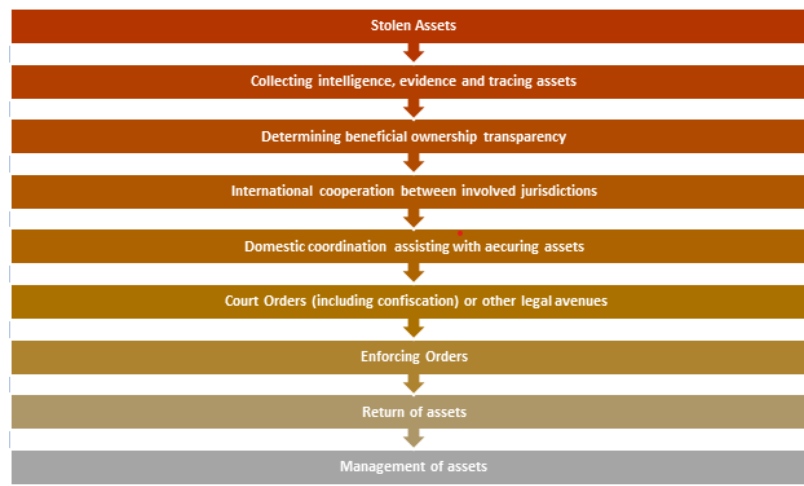 Stolen Assets
Collecting intelligence, evidence and tracing assets
Determining beneficial ownership transparency
International cooperation between involved jurisdictions
Domestic coordination assisting with aecuring assets
Court Orders (including confiscation) or other legal avenues
Enforcing Orders
Return of assets
Management of assets